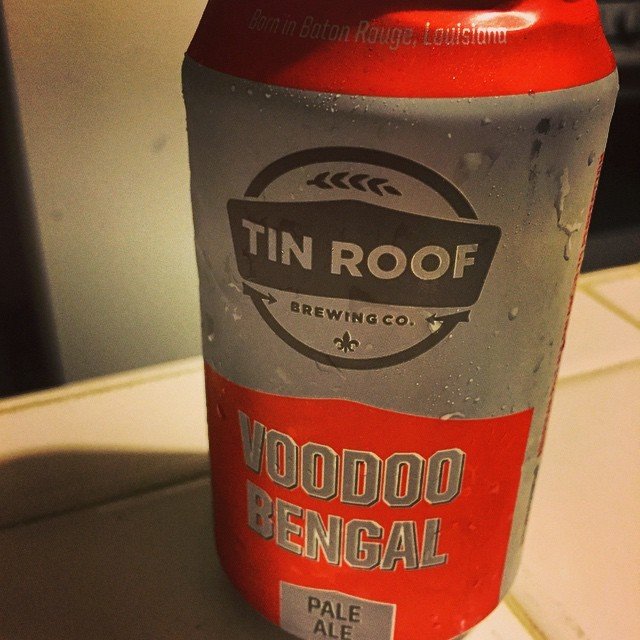 Born in Baton Rouge, Louisiana
TIN ROOF
BREWING CO.
VOODOO
BENGAL
PALE
ALE